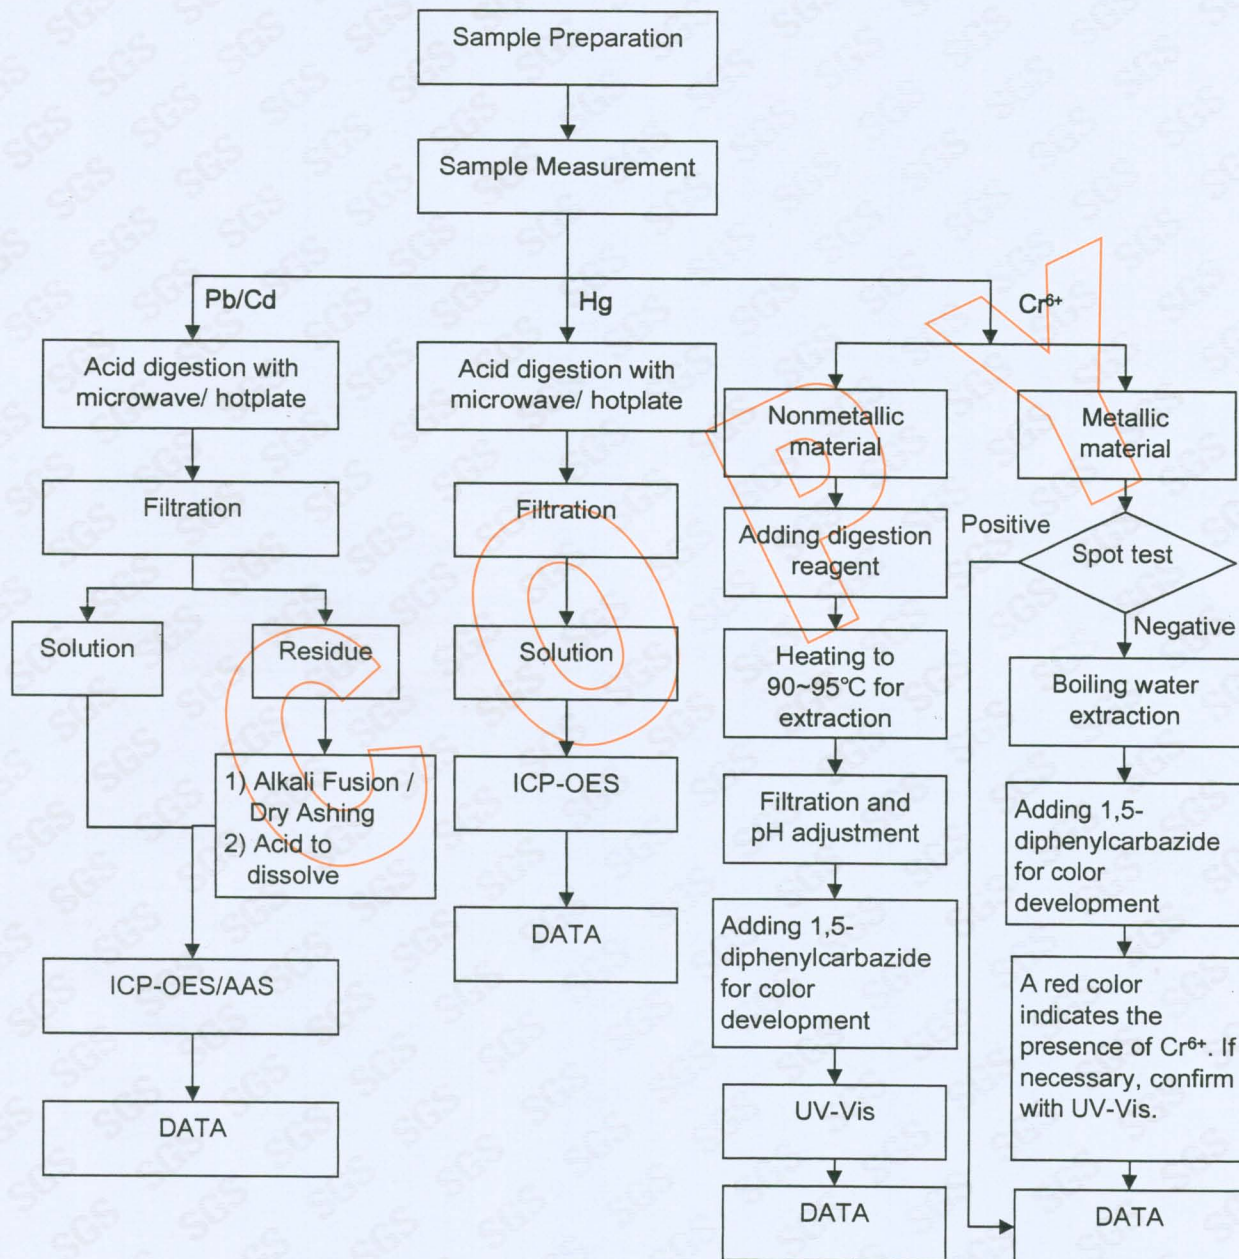 Sample Preparation
Sample Measurement
Pb/Cd
Hg
Cr⁶⁺
Acid digestion with
microwave/ hotplate
Filtration
Solution
Residue
1) Alkali Fusion /
Dry Ashing
2) Acid to
dissolve
ICP-OES/AAS
DATA
Acid digestion with
microwave/ hotplate
Filtration
Solution
ICP-OES
DATA
Nonmetallic
material
Adding digestion
reagent
Heating to
90~95℃ for
extraction
Filtration and
pH adjustment
Adding 1,5-
diphenylcarbazide
for color
development
UV-Vis
DATA
Metallic
material
Spot test
Positive
Negative
Boiling water
extraction
Adding 1,5-
diphenylcarbazide
for color
development
A red color
indicates the
presence of Cr⁶⁺. If
necessary, confirm
with UV-Vis.
DATA
COPY
SGS